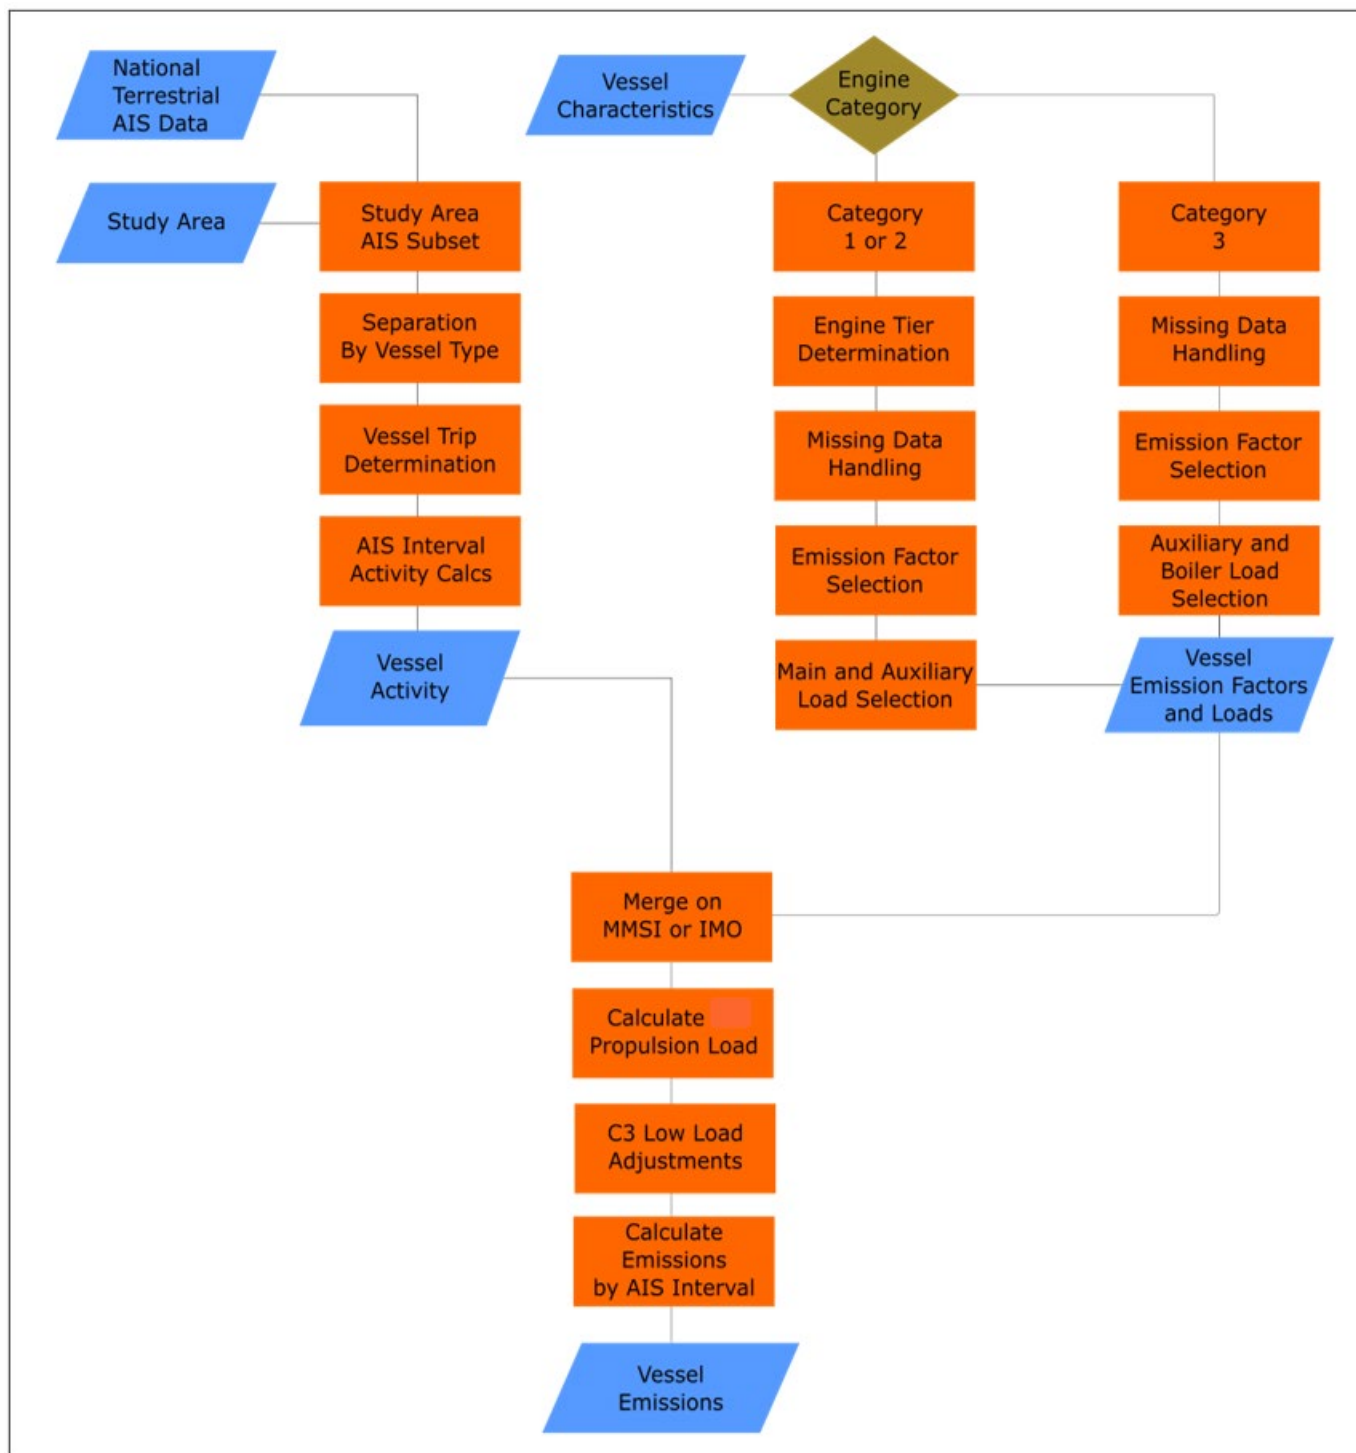 National
Terrestrial
AIS Data
Vessel
Characteristics
Engine
Category
Study Area
Study Area
AIS Subset
Category
1 or 2
Category
3
Separation
By Vessel Type
Engine Tier
Determination
Missing Data
Handling
Vessel Trip
Determination
Missing Data
Handling
Emission Factor
Selection
AIS Interval
Activity Calcs
Emission Factor
Selection
Auxiliary and
Boiler Load
Selection
Vessel
Activity
Main and Auxiliary
Load Selection
Vessel
Emission Factors
and Loads
Merge on
MMSI or IMO
Calculate
Propulsion Load
C3 Low Load
Adjustments
Calculate
Emissions
by AIS Interval
Vessel
Emissions